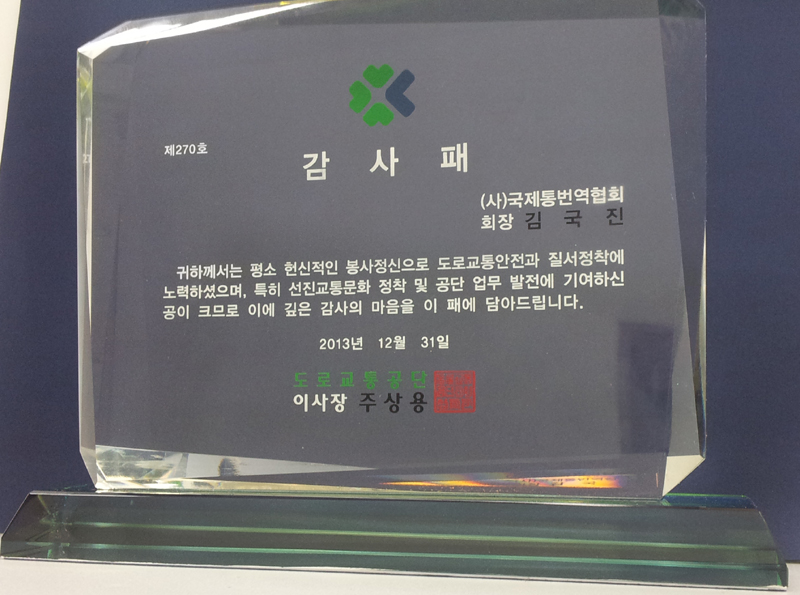 제270호
감 사 패
(사)국제통번역협회
회장 김 국 진
귀하께서는 평소 헌신적인 봉사정신으로 도로교통안전과 질서정착에
노력하셨으며, 특히 선진교통문화 정착 및 공단 업무 발전에 기여하신
공이 크므로 이에 깊은 감사의 마음을 이 패에 담아드립니다.
2013년 12월 31일
도로교통공단
이사장 주상용